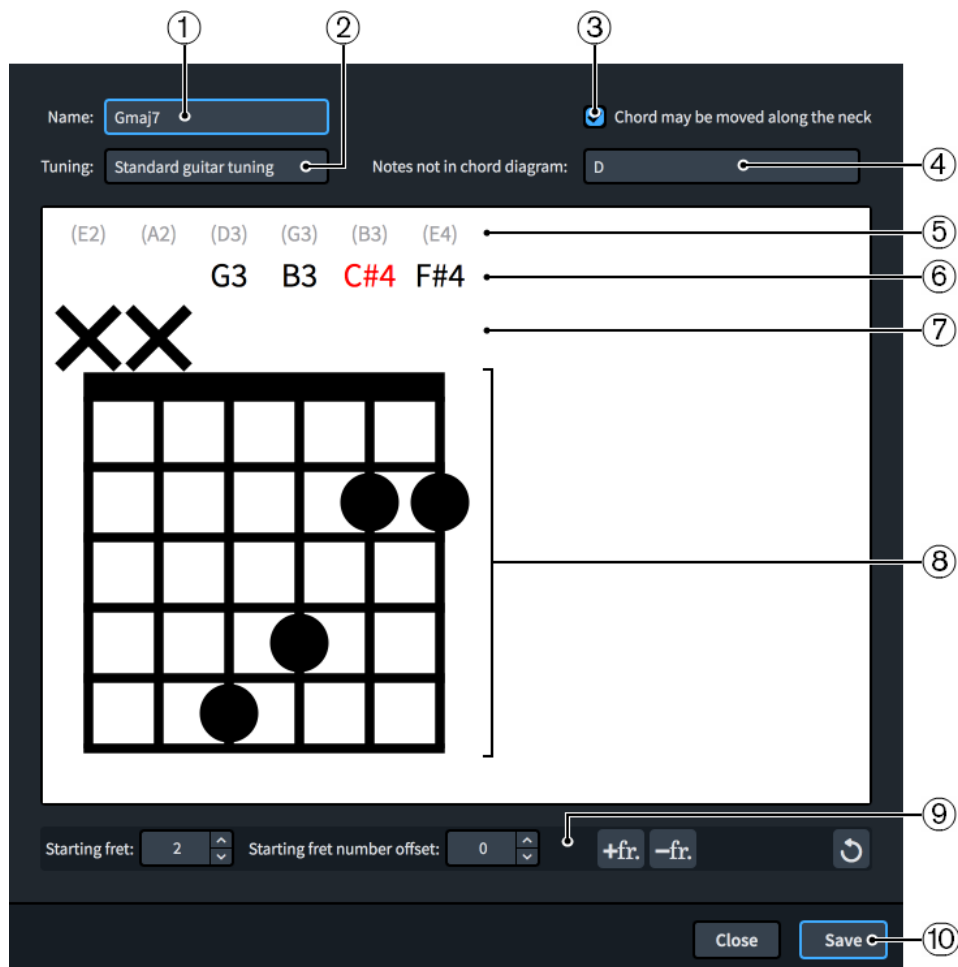 ① ② ③
Name: Gmaj7 Chord may be moved along the neck
Tuning: Standard guitar tuning Notes not in chord diagram: D ④
(E2) (A2) (D3) (G3) (B3) (E4) ⑤
G3 B3 C#4 F#4 ⑥
⑦
⑧
⑨
Starting fret: 2 Starting fret number offset: 0 +fr. −fr.
Close Save ⑩